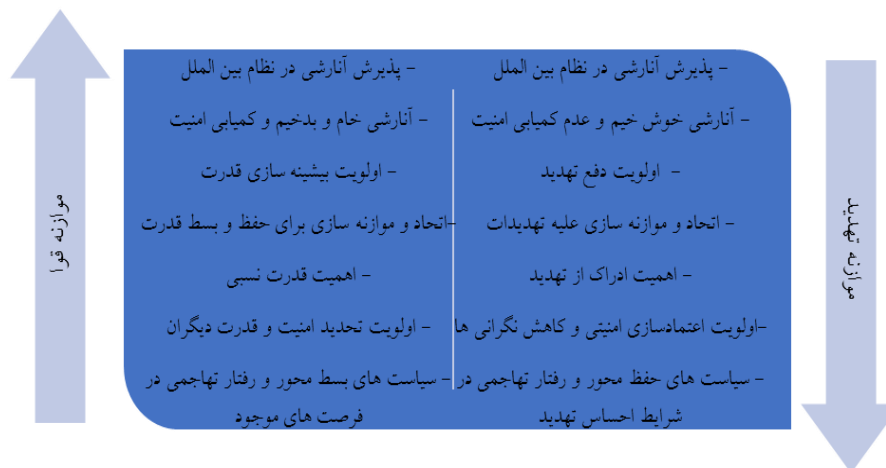 موازنه تهدید
- پذیرش آنارشی در نظام بین الملل
- آنارشی خوش خیم و عدم کمیابی امنیت
- اولویت دفع تهدید
- اتحاد و موازنه سازی علیه تهدیدات
- اهمیت ادراک از تهدید
-اولویت اعتمادسازی امنیتی و کاهش نگرانی ها
- سیاست های حفظ محور و رفتار تهاجمی در
شرایط احساس تهدید
- پذیرش آنارشی در نظام بین الملل
- آنارشی خام و بدخیم و کمیابی امنیت
- اولویت بیشینه سازی قدرت
-اتحاد و موازنه سازی برای حفظ و بسط قدرت
- اهمیت قدرت نسبی
- اولویت تحدید امنیت و قدرت دیگران
- سیاست های بسط محور و رفتار تهاجمی در
فرصت های موجود
موازنه قوا